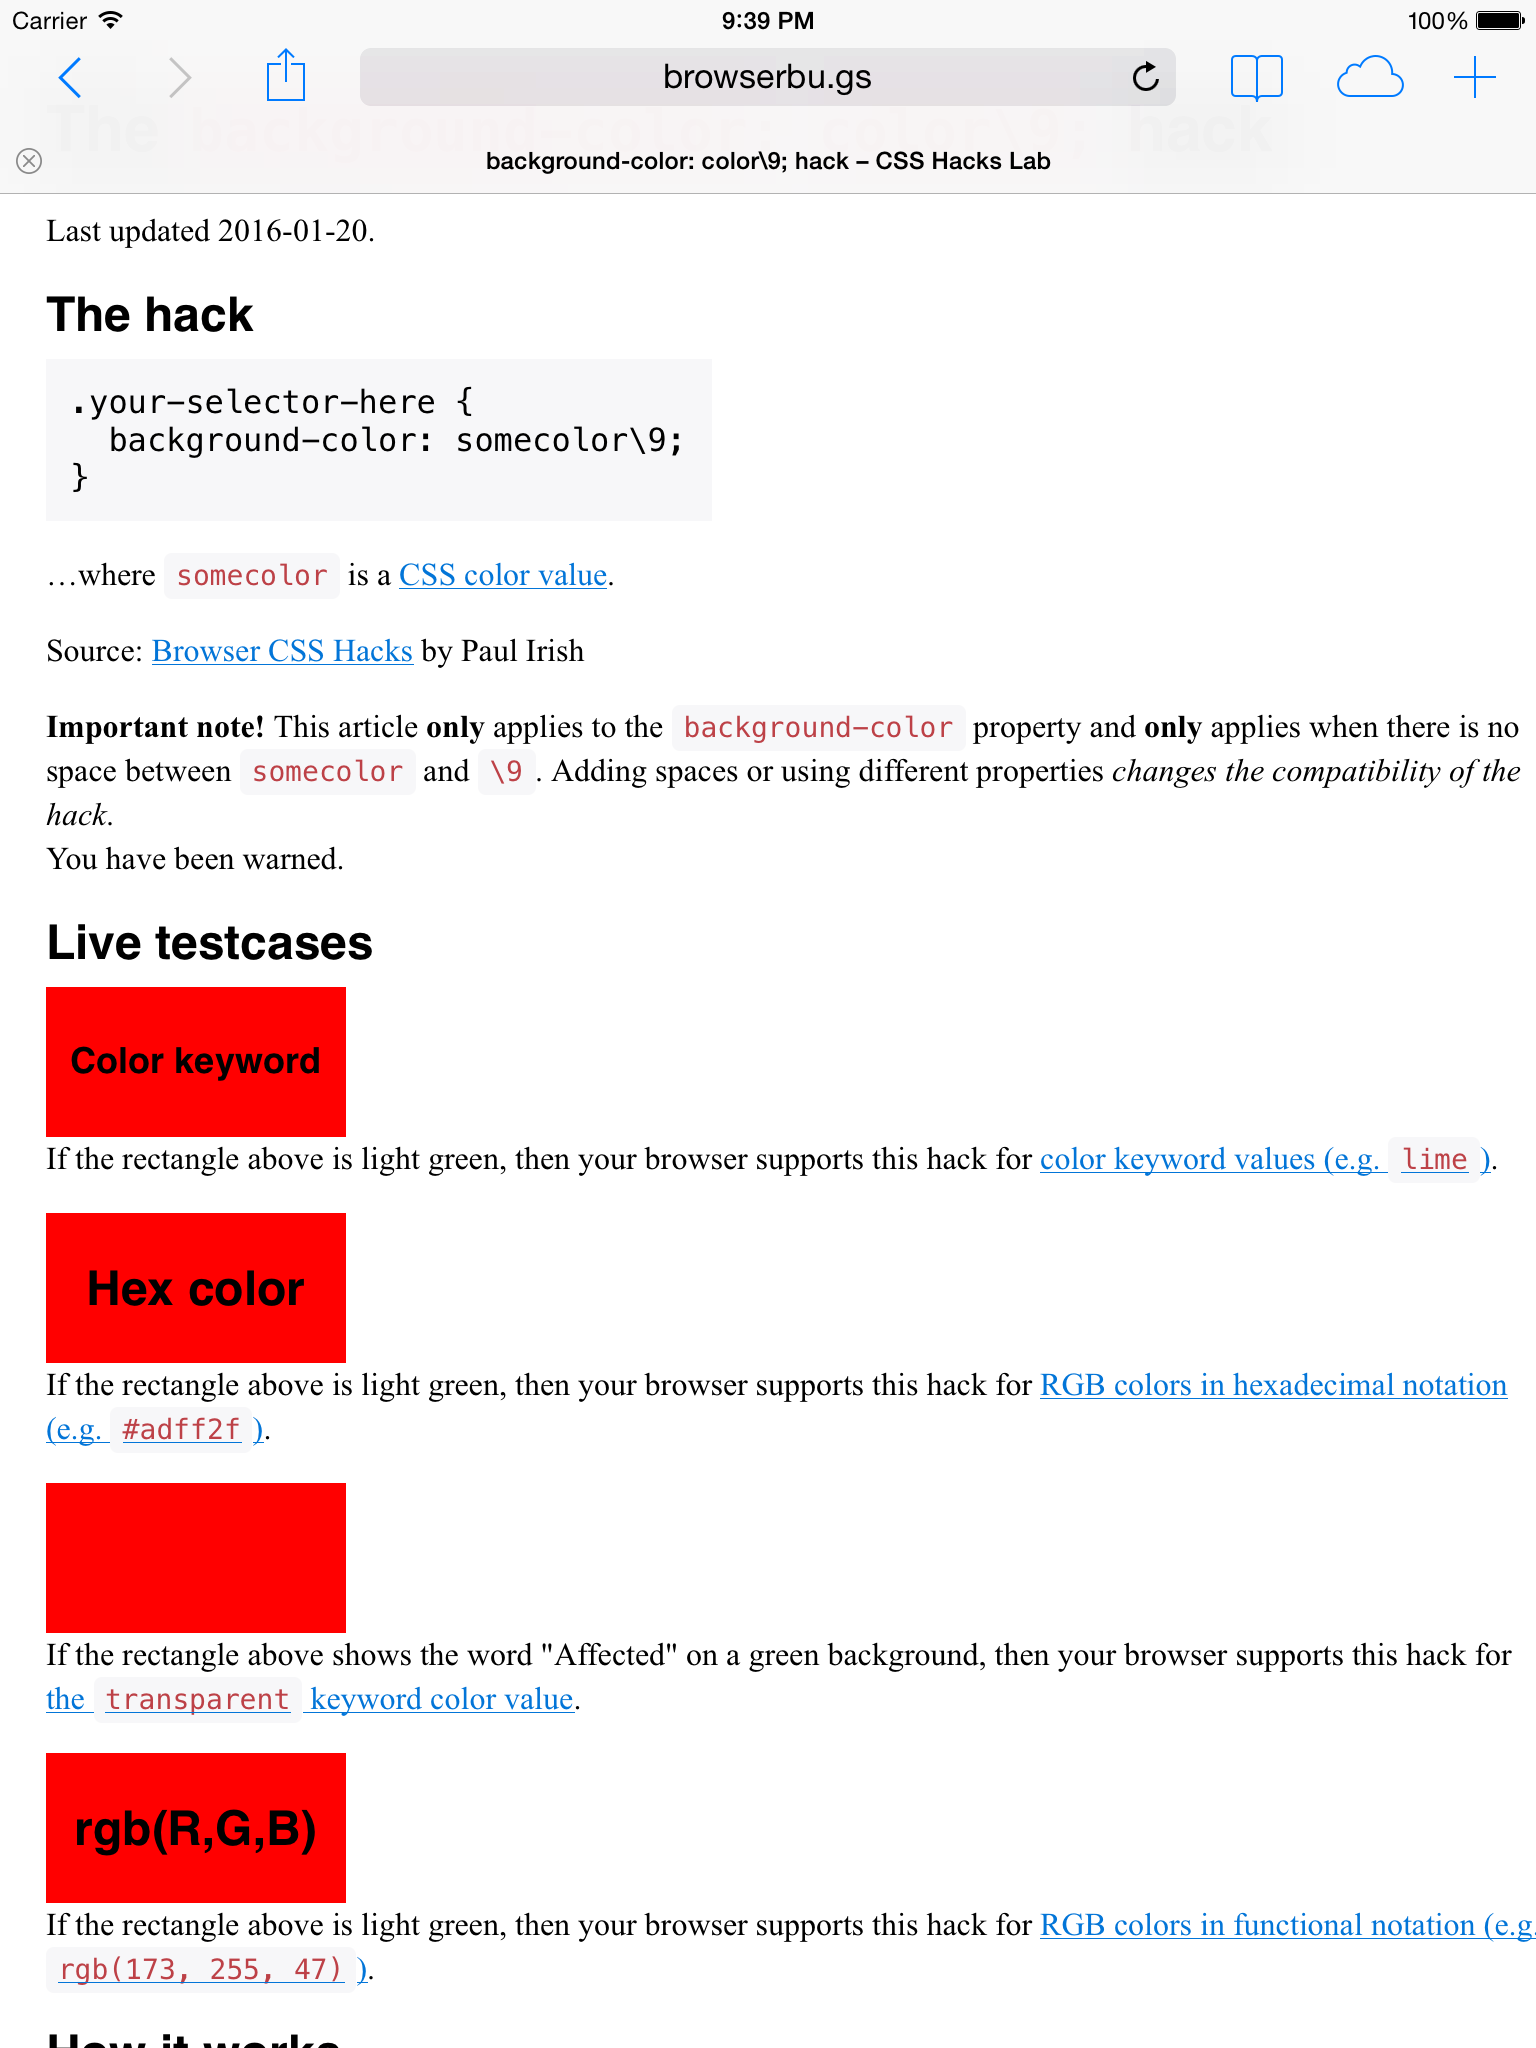 Carrier 9:39 PM 100%
browserbu.gs
The background-color: color\9; hack
background-color: color\9; hack – CSS Hacks Lab
Last updated 2016-01-20.
The hack
.your-selector-here {
  background-color: somecolor\9;
}
…where somecolor is a CSS color value.
Source: Browser CSS Hacks by Paul Irish
Important note! This article only applies to the background-color property and only applies when there is no
space between somecolor and \9 . Adding spaces or using different properties changes the compatibility of the
hack.
You have been warned.
Live testcases
Color keyword
If the rectangle above is light green, then your browser supports this hack for color keyword values (e.g. lime ).
Hex color
If the rectangle above is light green, then your browser supports this hack for RGB colors in hexadecimal notation
(e.g. #adff2f ).
If the rectangle above shows the word "Affected" on a green background, then your browser supports this hack for
the transparent keyword color value.
rgb(R,G,B)
If the rectangle above is light green, then your browser supports this hack for RGB colors in functional notation (e.g.
rgb(173, 255, 47) ).
How it works